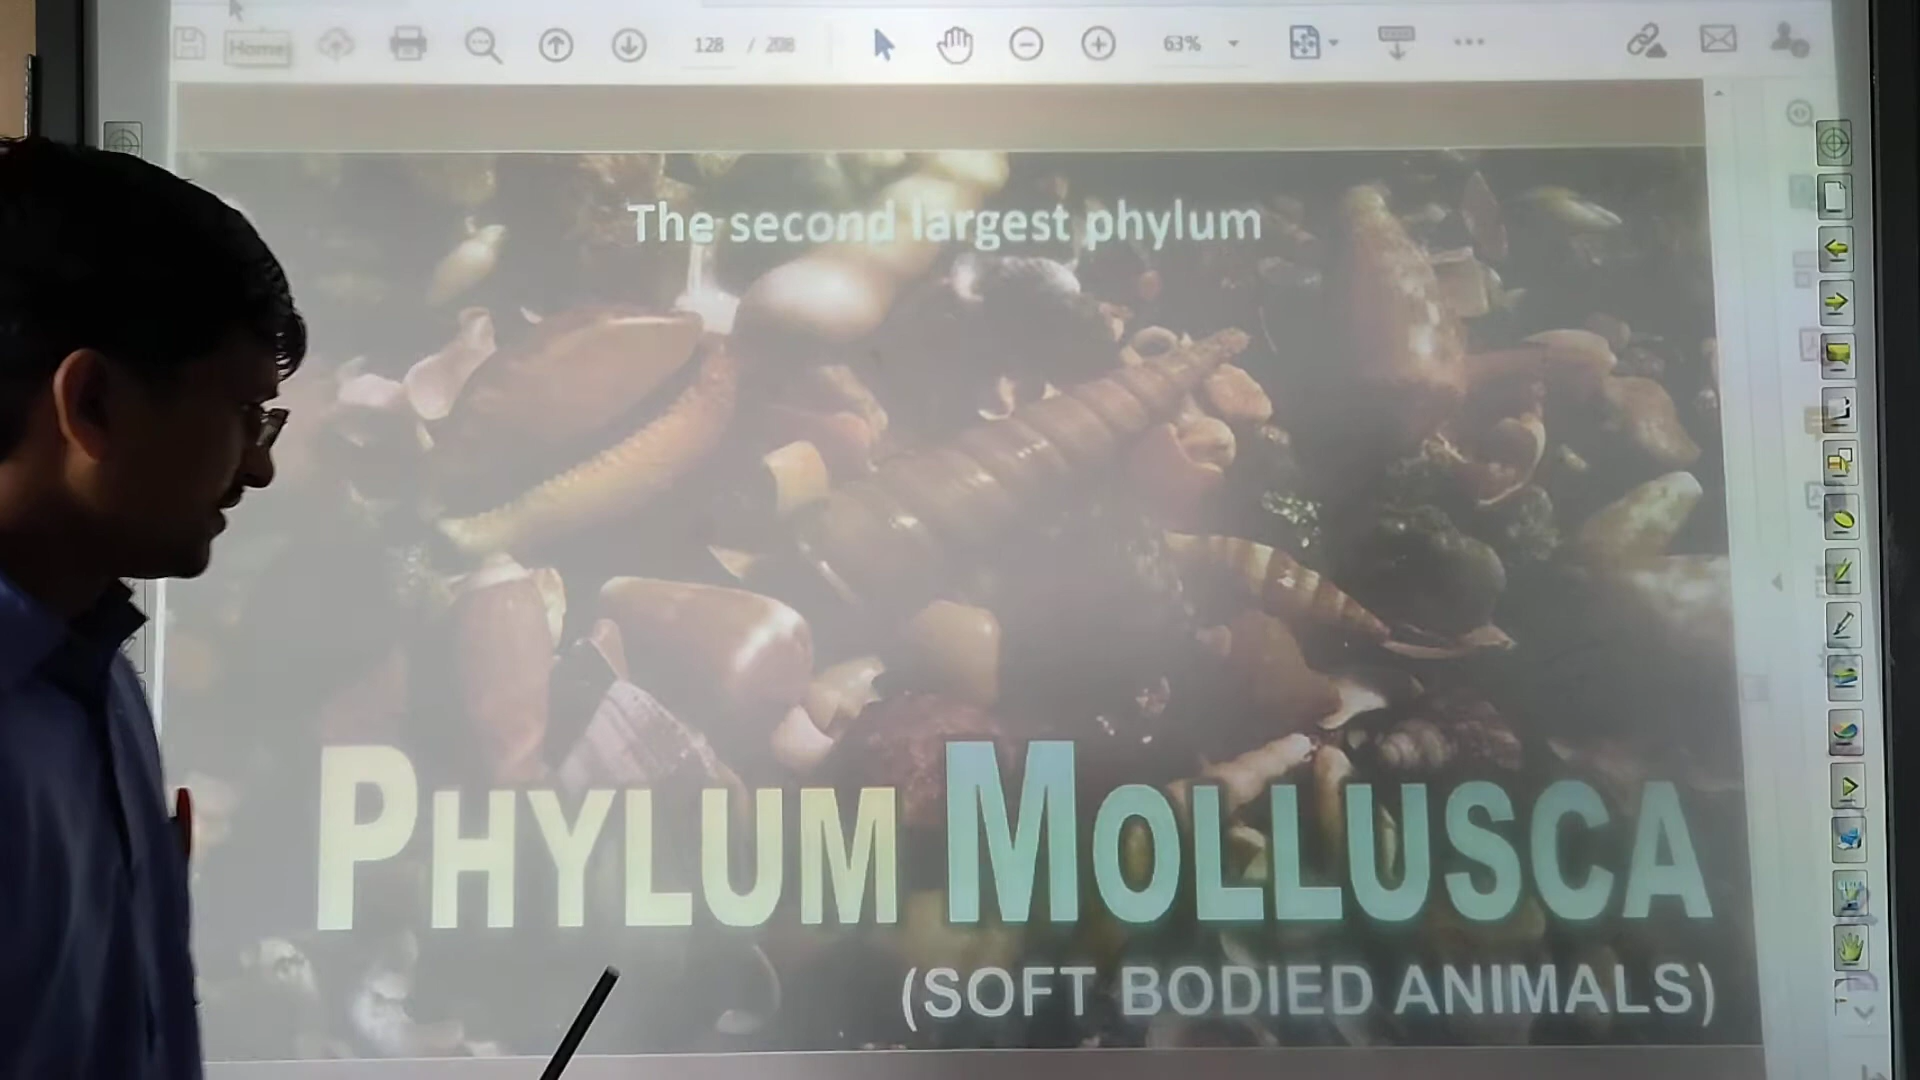 Home 128 / 208 63%
The second largest phylum
PHYLUM MOLLUSCA
(SOFT BODIED ANIMALS)